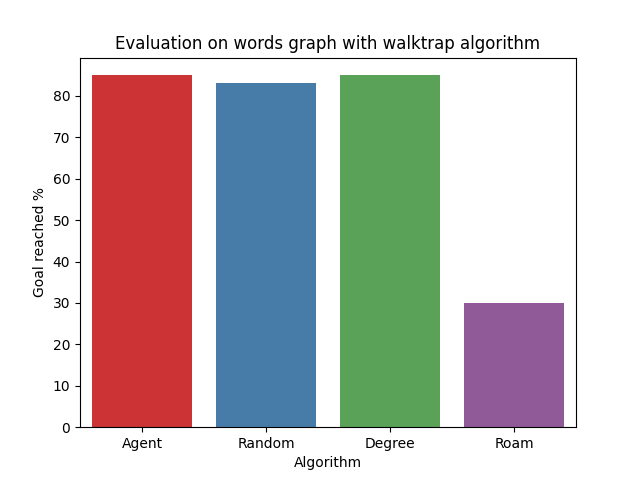 Evaluation on words graph with walktrap algorithm
Goal reached %
80
70
60
50
40
30
20
10
0
Agent Random Degree Roam
Algorithm